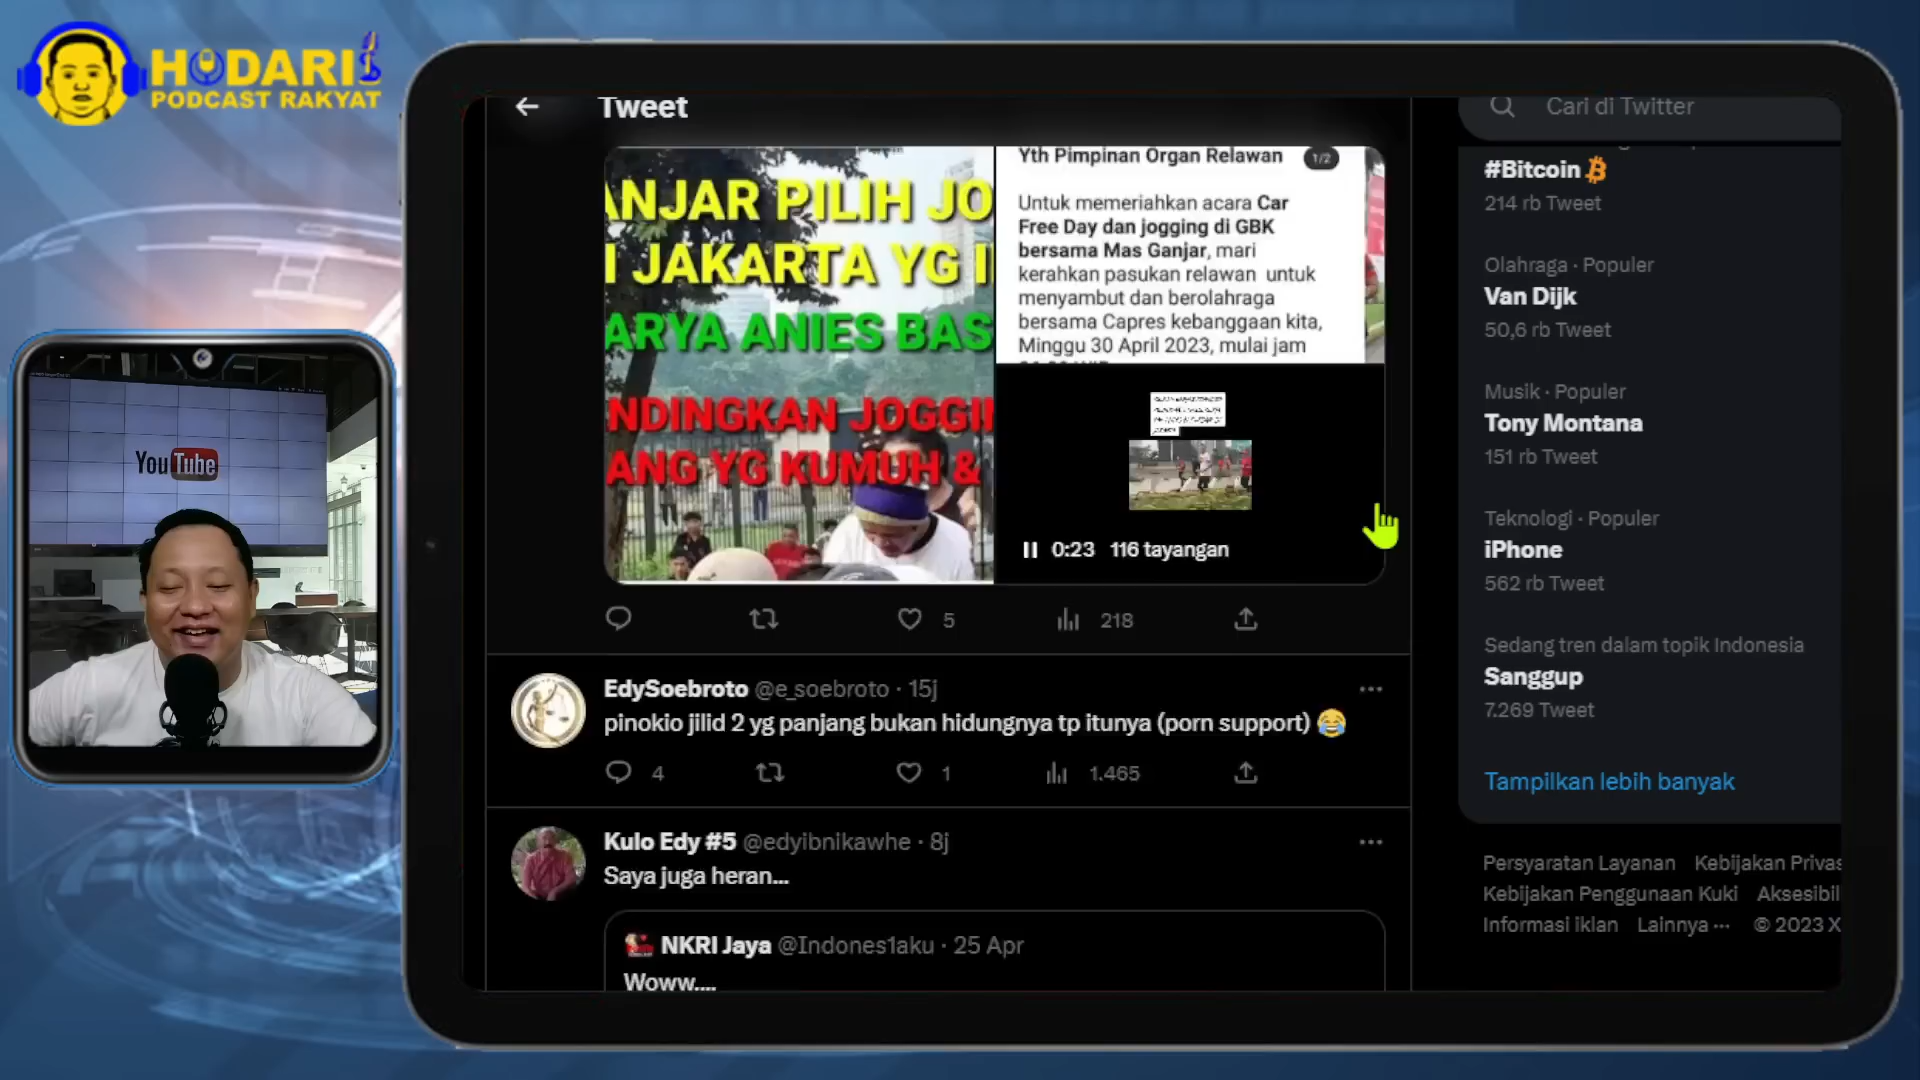 HODARI
PODCAST RAKYAT
YouTube
Tweet
ANJAR PILIH JO
I JAKARTA YG I
ARYA ANIES BAS
NDINGKAN JOGGIN
ANG YG KUMUH &
Yth Pimpinan Organ Relawan
1/2
Untuk memeriahkan acara Car
Free Day dan jogging di GBK
bersama Mas Ganjar, mari
kerahkan pasukan relawan untuk
menyambut dan berolahraga
bersama Capres kebanggaan kita,
Minggu 30 April 2023, mulai jam
0:23 116 tayangan
5
218
EdySoebroto @e_soebroto · 15j
pinokio jilid 2 yg panjang bukan hidungnya tp itunya (porn support) 😂
4
1
1.465
Kulo Edy #5 @edyibnikawhe · 8j
Saya juga heran...
NKRI Jaya @Indones1aku · 25 Apr
Woww....
Cari di Twitter
#Bitcoin
214 rb Tweet
Olahraga · Populer
Van Dijk
50,6 rb Tweet
Musik · Populer
Tony Montana
151 rb Tweet
Teknologi · Populer
iPhone
562 rb Tweet
Sedang tren dalam topik Indonesia
Sanggup
7.269 Tweet
Tampilkan lebih banyak
Persyaratan Layanan Kebijakan Privas
Kebijakan Penggunaan Kuki Aksesibil
Informasi iklan Lainnya ··· © 2023 X